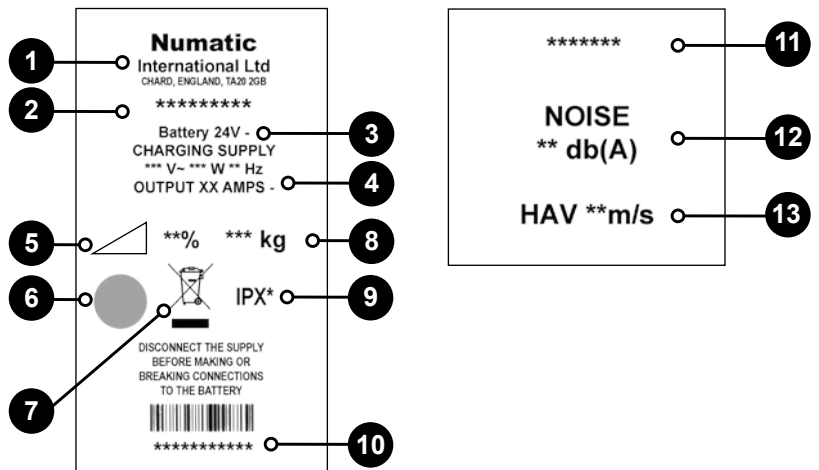 1
Numatic
International Ltd
CHARD, ENGLAND, TA20 2GB
2
*********
3
Battery 24V -
CHARGING SUPPLY
*** V~ *** W ** Hz
4
OUTPUT XX AMPS -
5
**%
*** kg
8
6
IPX*
9
7
DISCONNECT THE SUPPLY
BEFORE MAKING OR
BREAKING CONNECTIONS
TO THE BATTERY
***********
10
*******
11
NOISE
** db(A)
12
HAV **m/s
13